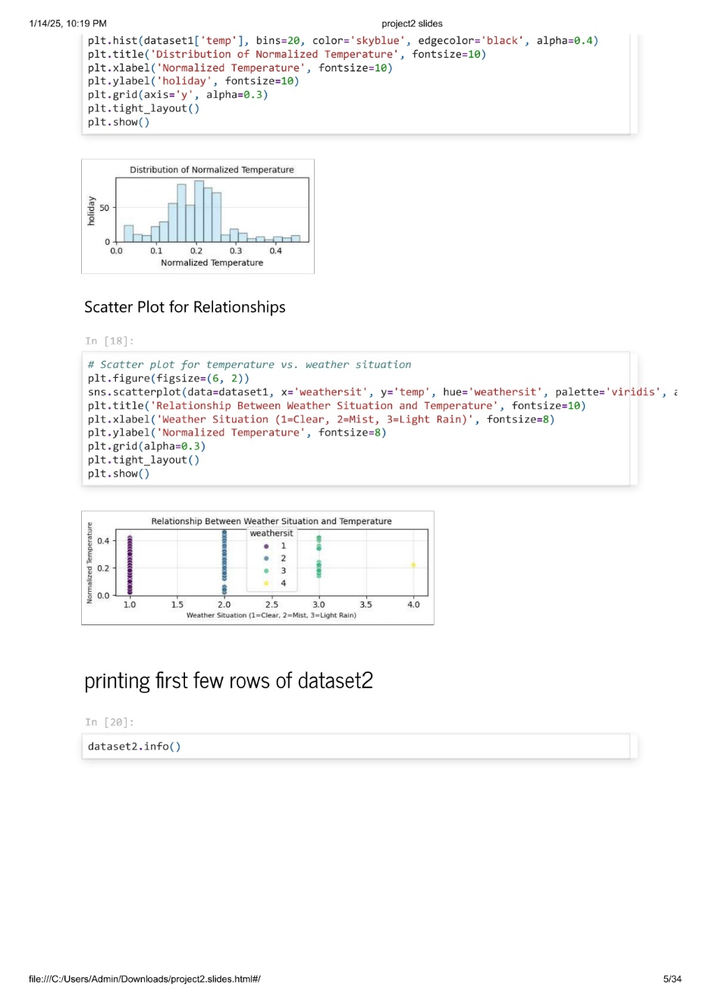 1/14/25, 10:19 PM
project2 slides
plt.hist(dataset1['temp'], bins=20, color='skyblue', edgecolor='black', alpha=0.4)
plt.title('Distribution of Normalized Temperature', fontsize=10)
plt.xlabel('Normalized Temperature', fontsize=10)
plt.ylabel('holiday', fontsize=10)
plt.grid(axis='y', alpha=0.3)
plt.tight_layout()
plt.show()
Distribution of Normalized Temperature
holiday
50
0
0.0 0.1 0.2 0.3 0.4
Normalized Temperature
Scatter Plot for Relationships
In [18]:
# Scatter plot for temperature vs. weather situation
plt.figure(figsize=(6, 2))
sns.scatterplot(data=dataset1, x='weathersit', y='temp', hue='weathersit', palette='viridis',
plt.title('Relationship Between Weather Situation and Temperature', fontsize=10)
plt.xlabel('Weather Situation (1=Clear, 2=Mist, 3=Light Rain)', fontsize=8)
plt.ylabel('Normalized Temperature', fontsize=8)
plt.grid(alpha=0.3)
plt.tight_layout()
plt.show()
Relationship Between Weather Situation and Temperature
Normalized Temperature
0.4
0.2
0.0
weathersit
1
2
3
4
1.0 1.5 2.0 2.5 3.0 3.5 4.0
Weather Situation (1=Clear, 2=Mist, 3=Light Rain)
printing first few rows of dataset2
In [20]:
dataset2.info()
file:///C:/Users/Admin/Downloads/project2.slides.html#/
5/34